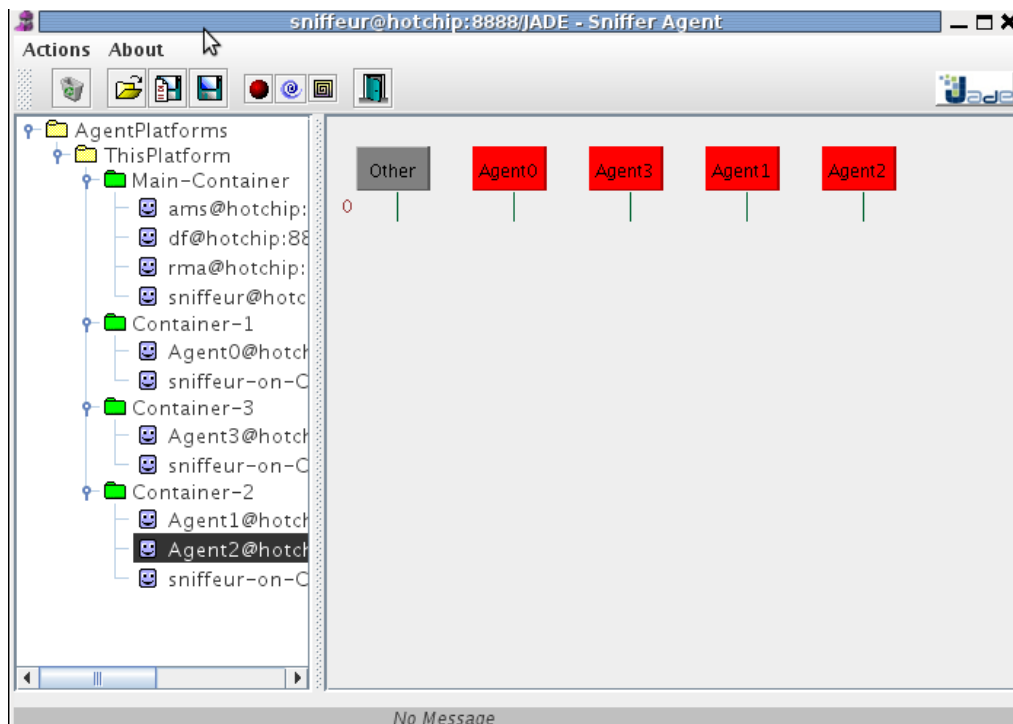 sniffeur@hotchip:8888/JADE - Sniffer Agent
Actions About
Jade
AgentPlatforms
ThisPlatform
Main-Container
ams@hotchip:
df@hotchip:88
rma@hotchip:
sniffeur@hotc
Container-1
Agent0@hotch
sniffeur-on-C
Container-3
Agent3@hotch
sniffeur-on-C
Container-2
Agent1@hotch
Agent2@hotch
sniffeur-on-C
Other Agent0 Agent3 Agent1 Agent2
0
No Message